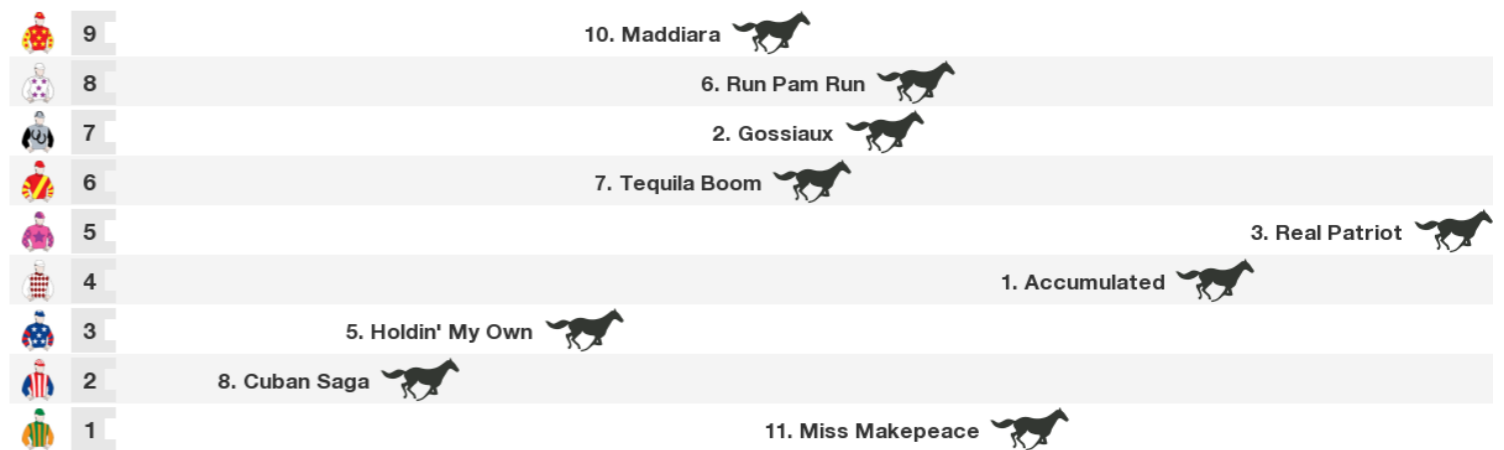 9 10. Maddiara
8 6. Run Pam Run
7 2. Gossiaux
6 7. Tequila Boom
5 3. Real Patriot
4 1. Accumulated
3 5. Holdin' My Own
2 8. Cuban Saga
1 11. Miss Makepeace